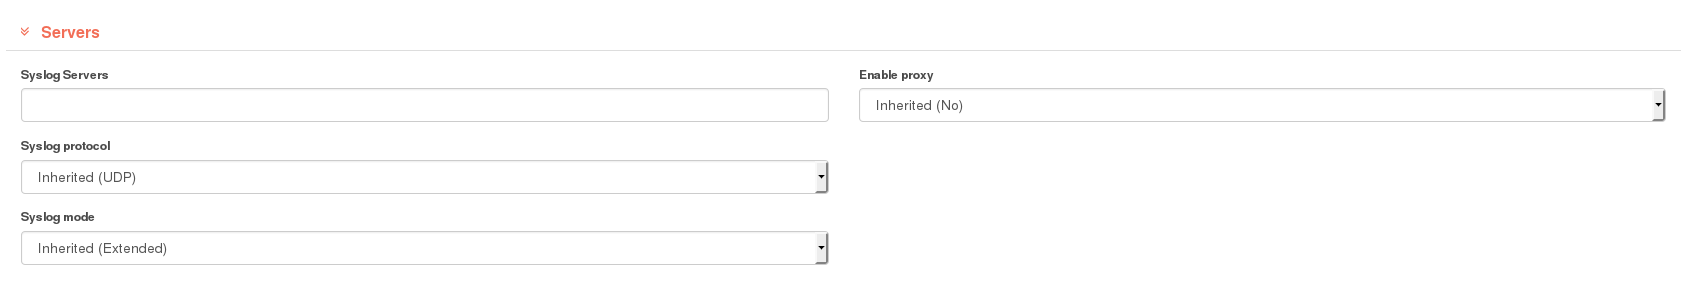 Servers
Syslog Servers
Enable proxy
Inherited (No)
Syslog protocol
Inherited (UDP)
Syslog mode
Inherited (Extended)